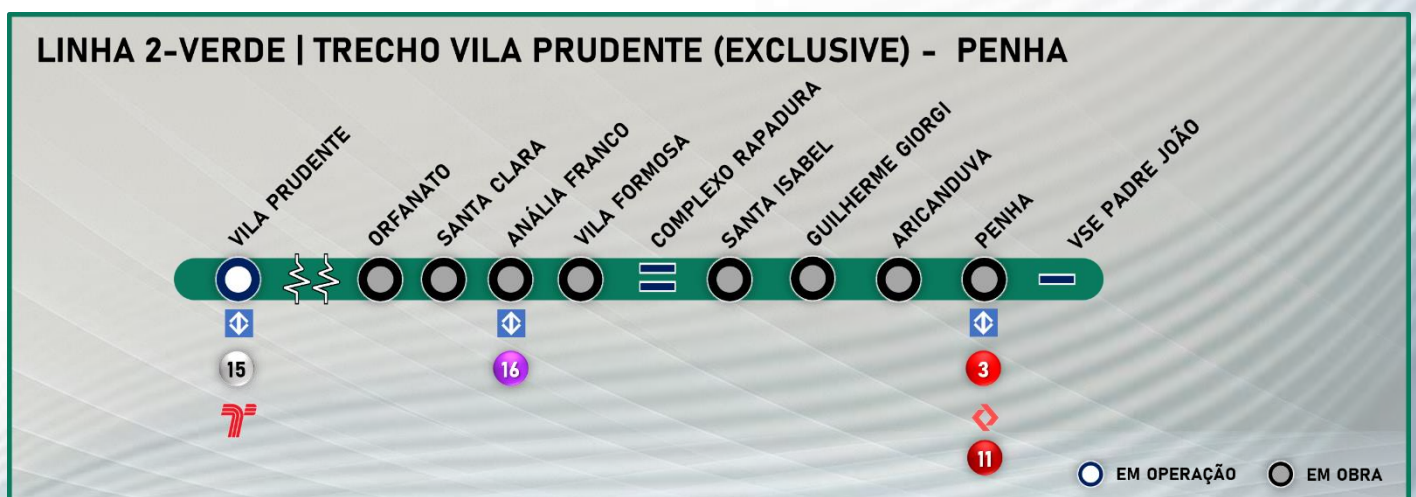 LINHA 2-VERDE | TRECHO VILA PRUDENTE (EXCLUSIVE) - PENHA
VILA PRUDENTE
ORFANATO
SANTA CLARA
ANÁLIA FRANCO
VILA FORMOSA
COMPLEXO RAPADURA
SANTA ISABEL
GUILHERME GIORGI
ARICANDUVA
PENHA
VSE PADRE JOÃO
15
16
3
11
EM OPERAÇÃO
EM OBRA